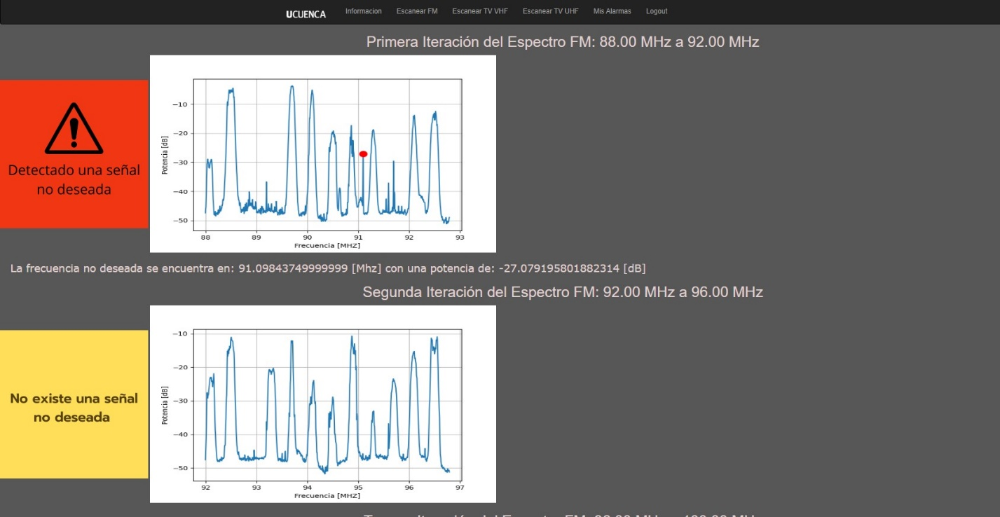 UCUENCA Informacion Escanear FM Escanear TV VHF Escanear TV UHF Mis Alarmas Logout
Primera Iteración del Espectro FM: 88.00 MHz a 92.00 MHz
Detectado una señal
no deseada
−10
−20
−30
−40
−50
Potencia [dB]
88 89 90 91 92 93
Frecuencia [MHZ]
La frecuencia no deseada se encuentra en: 91.09843749999999 [Mhz] con una potencia de: -27.079195801882314 [dB]
Segunda Iteración del Espectro FM: 92.00 MHz a 96.00 MHz
No existe una señal
no deseada
−10
−20
−30
−40
−50
Potencia [dB]
92 93 94 95 96 97
Frecuencia [MHZ]